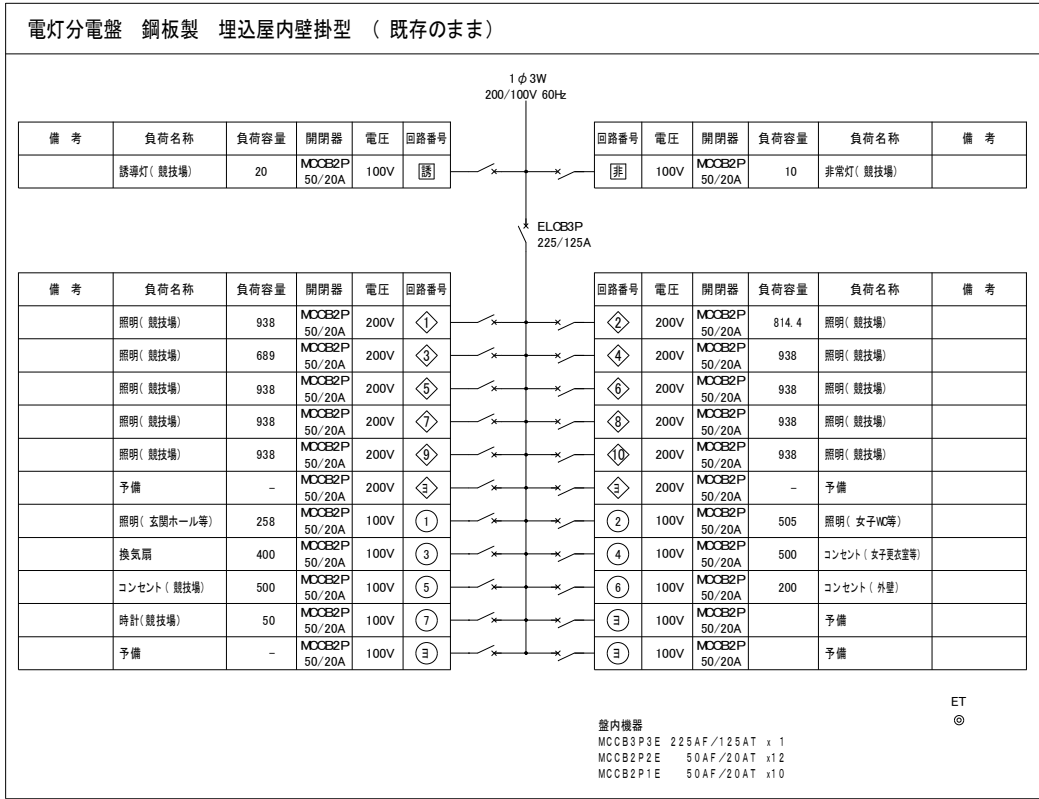 電灯分電盤　鋼板製　埋込屋内壁掛型　（既存のまま）
1φ3W
200/100V 60Hz
備考 負荷名称 負荷容量 開閉器 電圧 回路番号 回路番号 電圧 開閉器 負荷容量 負荷名称 備考
誘導灯(競技場) 20 MCCB2P 50/20A 100V 誘 非 100V MCCB2P 50/20A 10 非常灯(競技場)
ELCB3P
225/125A
備考 負荷名称 負荷容量 開閉器 電圧 回路番号 回路番号 電圧 開閉器 負荷容量 負荷名称 備考
照明(競技場) 938 MCCB2P 50/20A 200V 1 2 200V MCCB2P 50/20A 814.4 照明(競技場)
照明(競技場) 689 MCCB2P 50/20A 200V 3 4 200V MCCB2P 50/20A 938 照明(競技場)
照明(競技場) 938 MCCB2P 50/20A 200V 5 6 200V MCCB2P 50/20A 938 照明(競技場)
照明(競技場) 938 MCCB2P 50/20A 200V 7 8 200V MCCB2P 50/20A 938 照明(競技場)
照明(競技場) 938 MCCB2P 50/20A 200V 9 10 200V MCCB2P 50/20A 938 照明(競技場)
予備 − MCCB2P 50/20A 200V ヨ ヨ 200V MCCB2P 50/20A − 予備
照明(玄関ホール等) 258 MCCB2P 50/20A 100V 1 2 100V MCCB2P 50/20A 505 照明(女子WC等)
換気扇 400 MCCB2P 50/20A 100V 3 4 100V MCCB2P 50/20A 500 コンセント(女子更衣室等)
コンセント(競技場) 500 MCCB2P 50/20A 100V 5 6 100V MCCB2P 50/20A 200 コンセント(外壁)
時計(競技場) 50 MCCB2P 50/20A 100V 7 ヨ 100V MCCB2P 50/20A 予備
予備 − MCCB2P 50/20A 100V ヨ ヨ 100V MCCB2P 50/20A 予備
ET
盤内機器
MCCB3P3E 225AF/125AT x 1
MCCB2P2E 50AF/20AT x12
MCCB2P1E 50AF/20AT x10